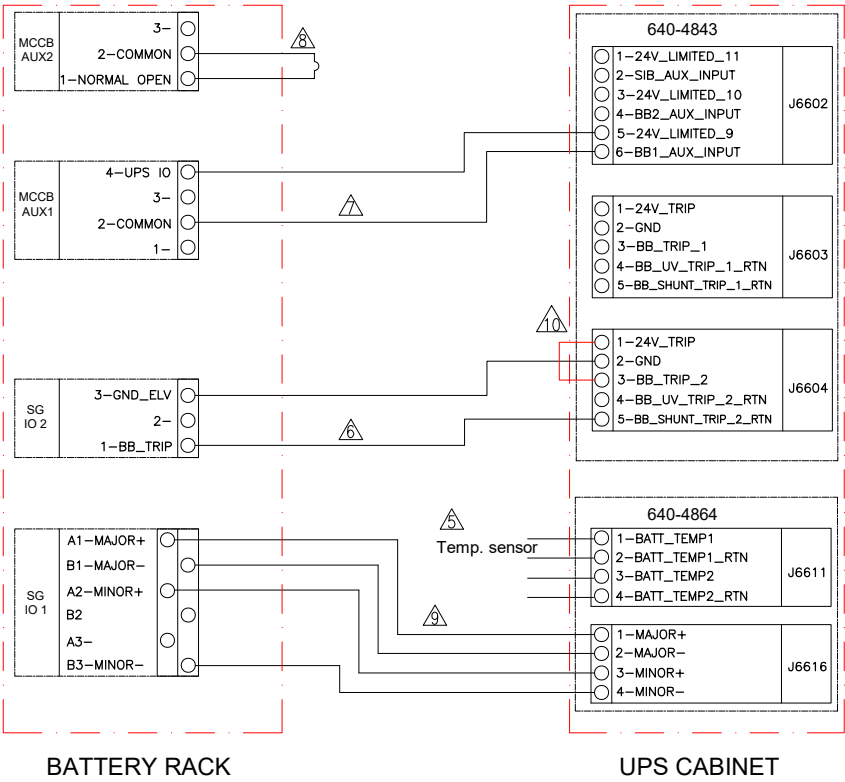 MCCB
AUX2
3-
2-COMMON
1-NORMAL OPEN
8
MCCB
AUX1
4-UPS IO
3-
2-COMMON
1-
7
SG
IO 2
3-GND_ELV
2-
1-BB_TRIP
6
SG
IO 1
A1-MAJOR+
B1-MAJOR-
A2-MINOR+
B2
A3-
B3-MINOR-
5
Temp. sensor
9
10
640-4843
1-24V_LIMITED_11
2-SIB_AUX_INPUT
3-24V_LIMITED_10
4-BB2_AUX_INPUT
5-24V_LIMITED_9
6-BB1_AUX_INPUT
J6602
1-24V_TRIP
2-GND
3-BB_TRIP_1
4-BB_UV_TRIP_1_RTN
5-BB_SHUNT_TRIP_1_RTN
J6603
1-24V_TRIP
2-GND
3-BB_TRIP_2
4-BB_UV_TRIP_2_RTN
5-BB_SHUNT_TRIP_2_RTN
J6604
640-4864
1-BATT_TEMP1
2-BATT_TEMP1_RTN
3-BATT_TEMP2
4-BATT_TEMP2_RTN
J6611
1-MAJOR+
2-MAJOR-
3-MINOR+
4-MINOR-
J6616
BATTERY RACK
UPS CABINET